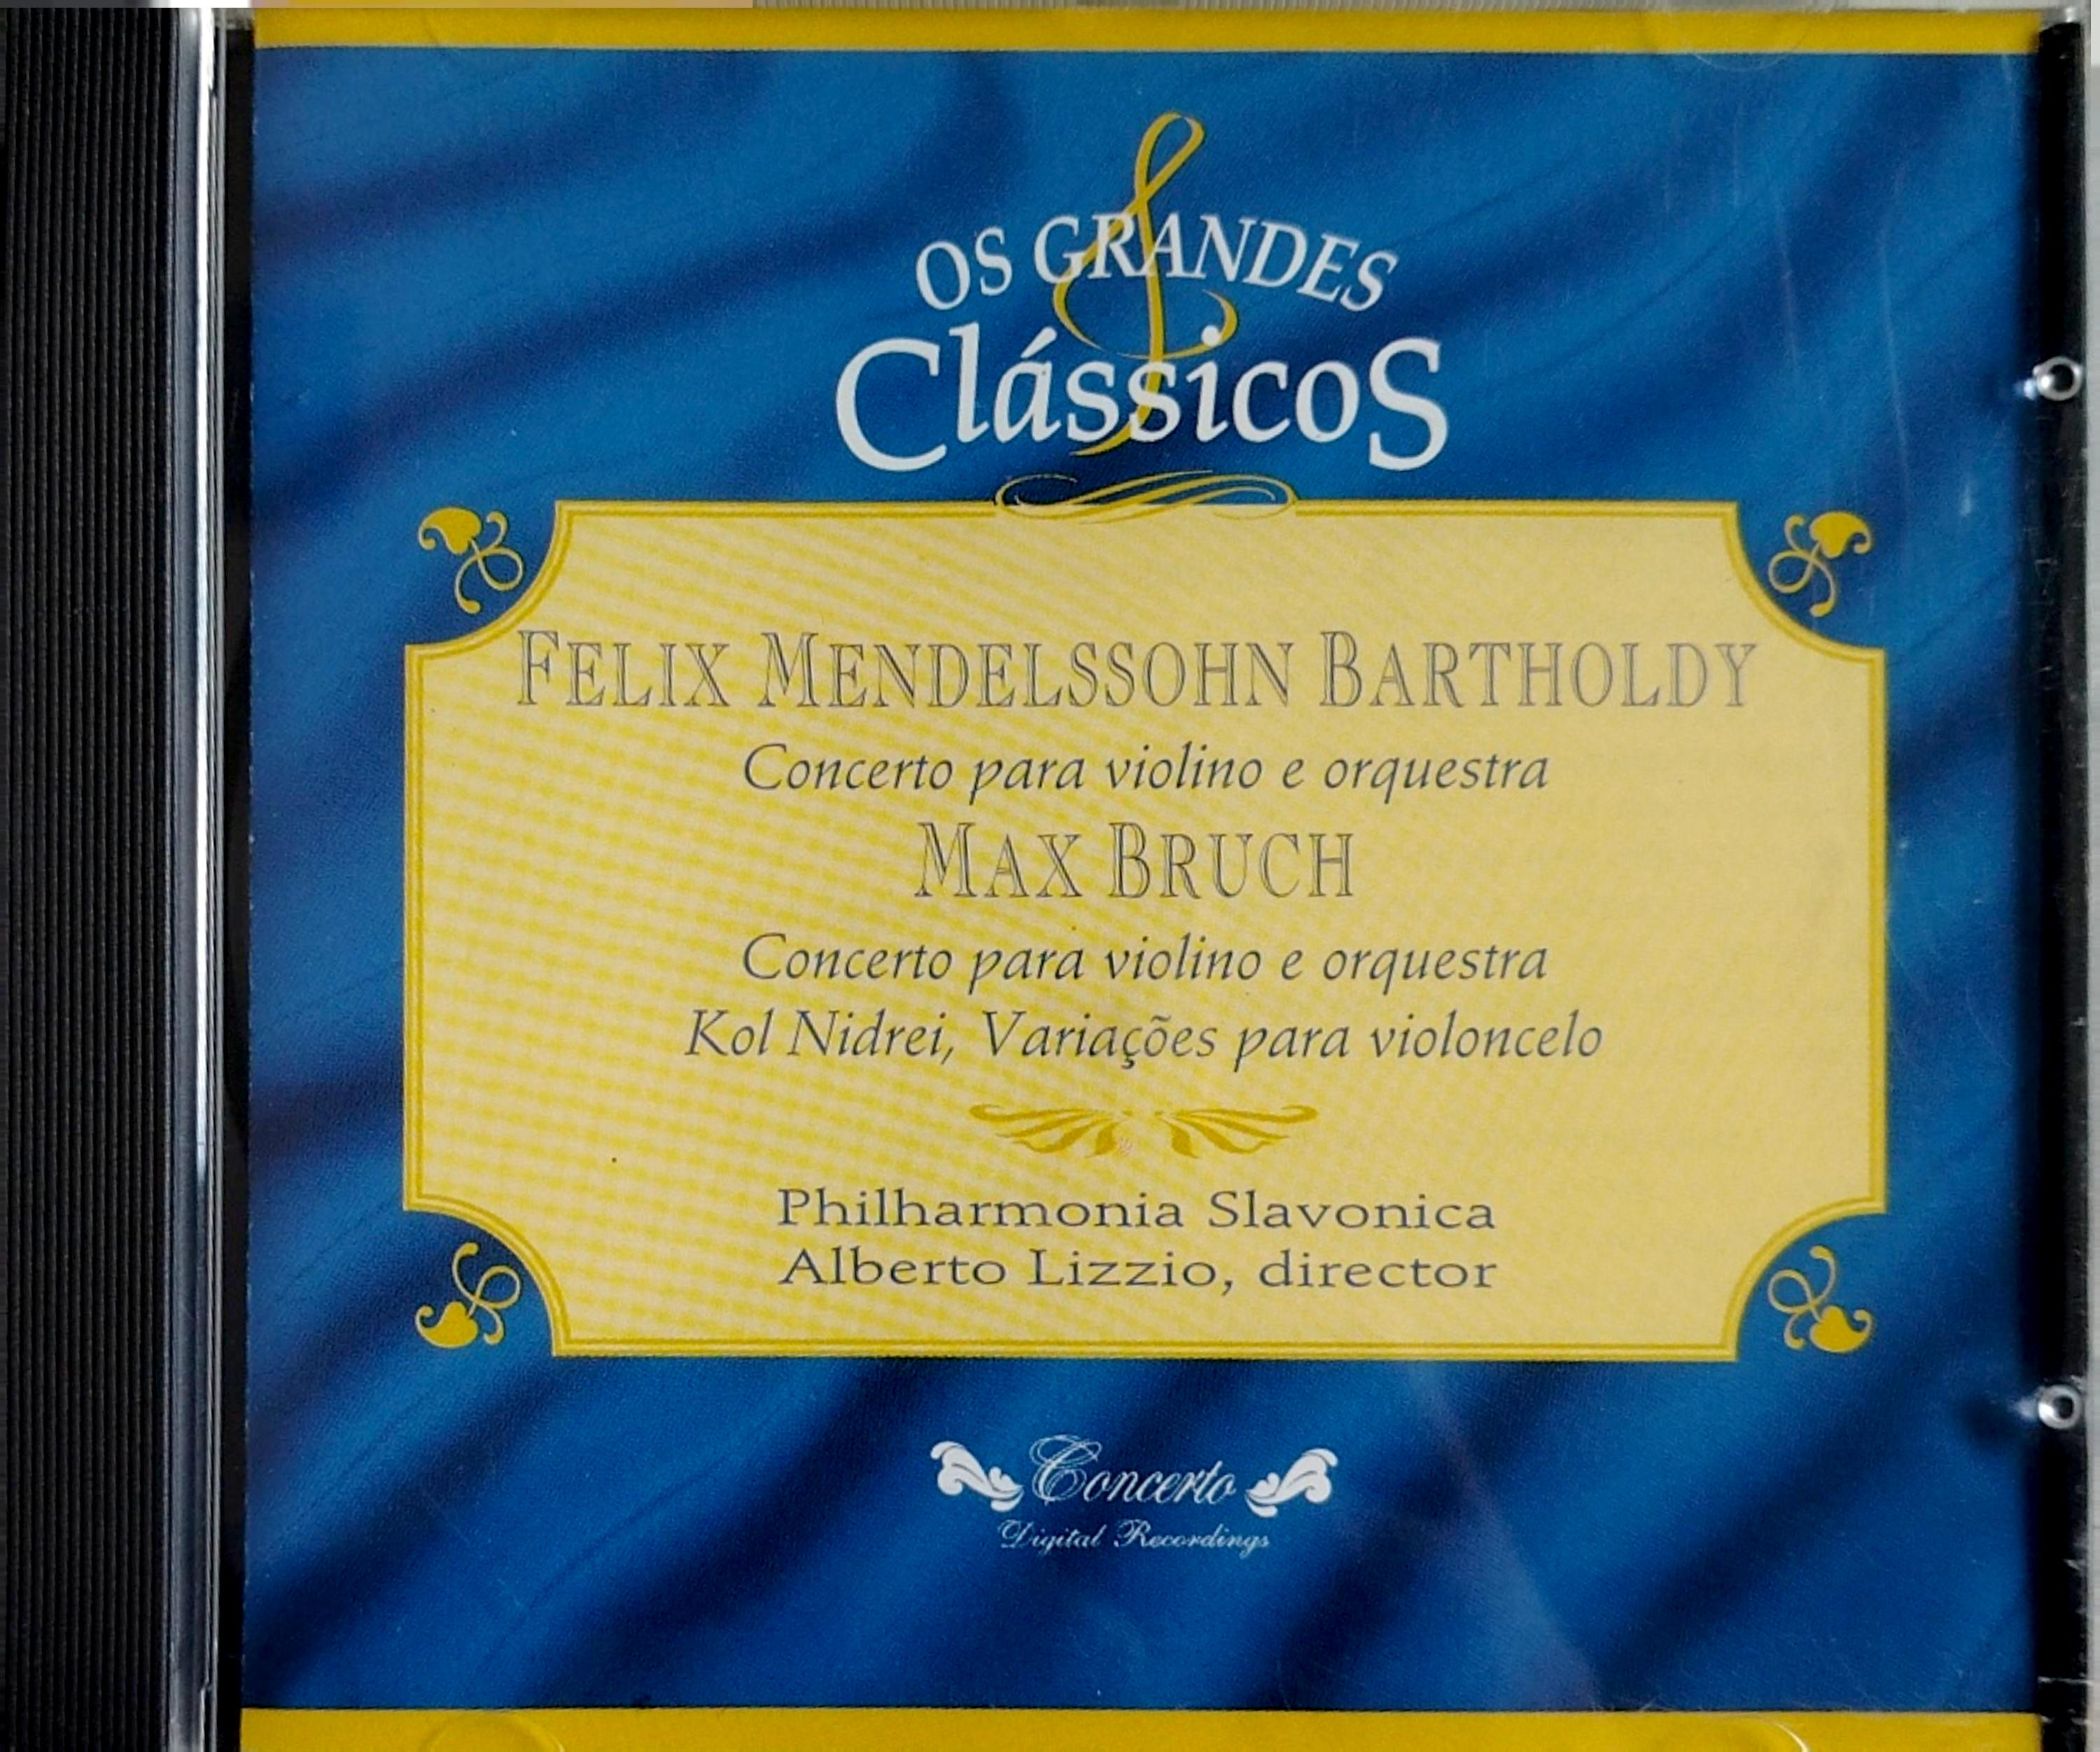 OS GRANDES
Clássicos
FELIX MENDELSSOHN BARTHOLDY
Concerto para violino e orquestra
MAX BRUCH
Concerto para violino e orquestra
Kol Nidrei, Variações para violoncelo
Philharmonia Slavonica
Alberto Lizzio, director
Concerto
Digital Recordings